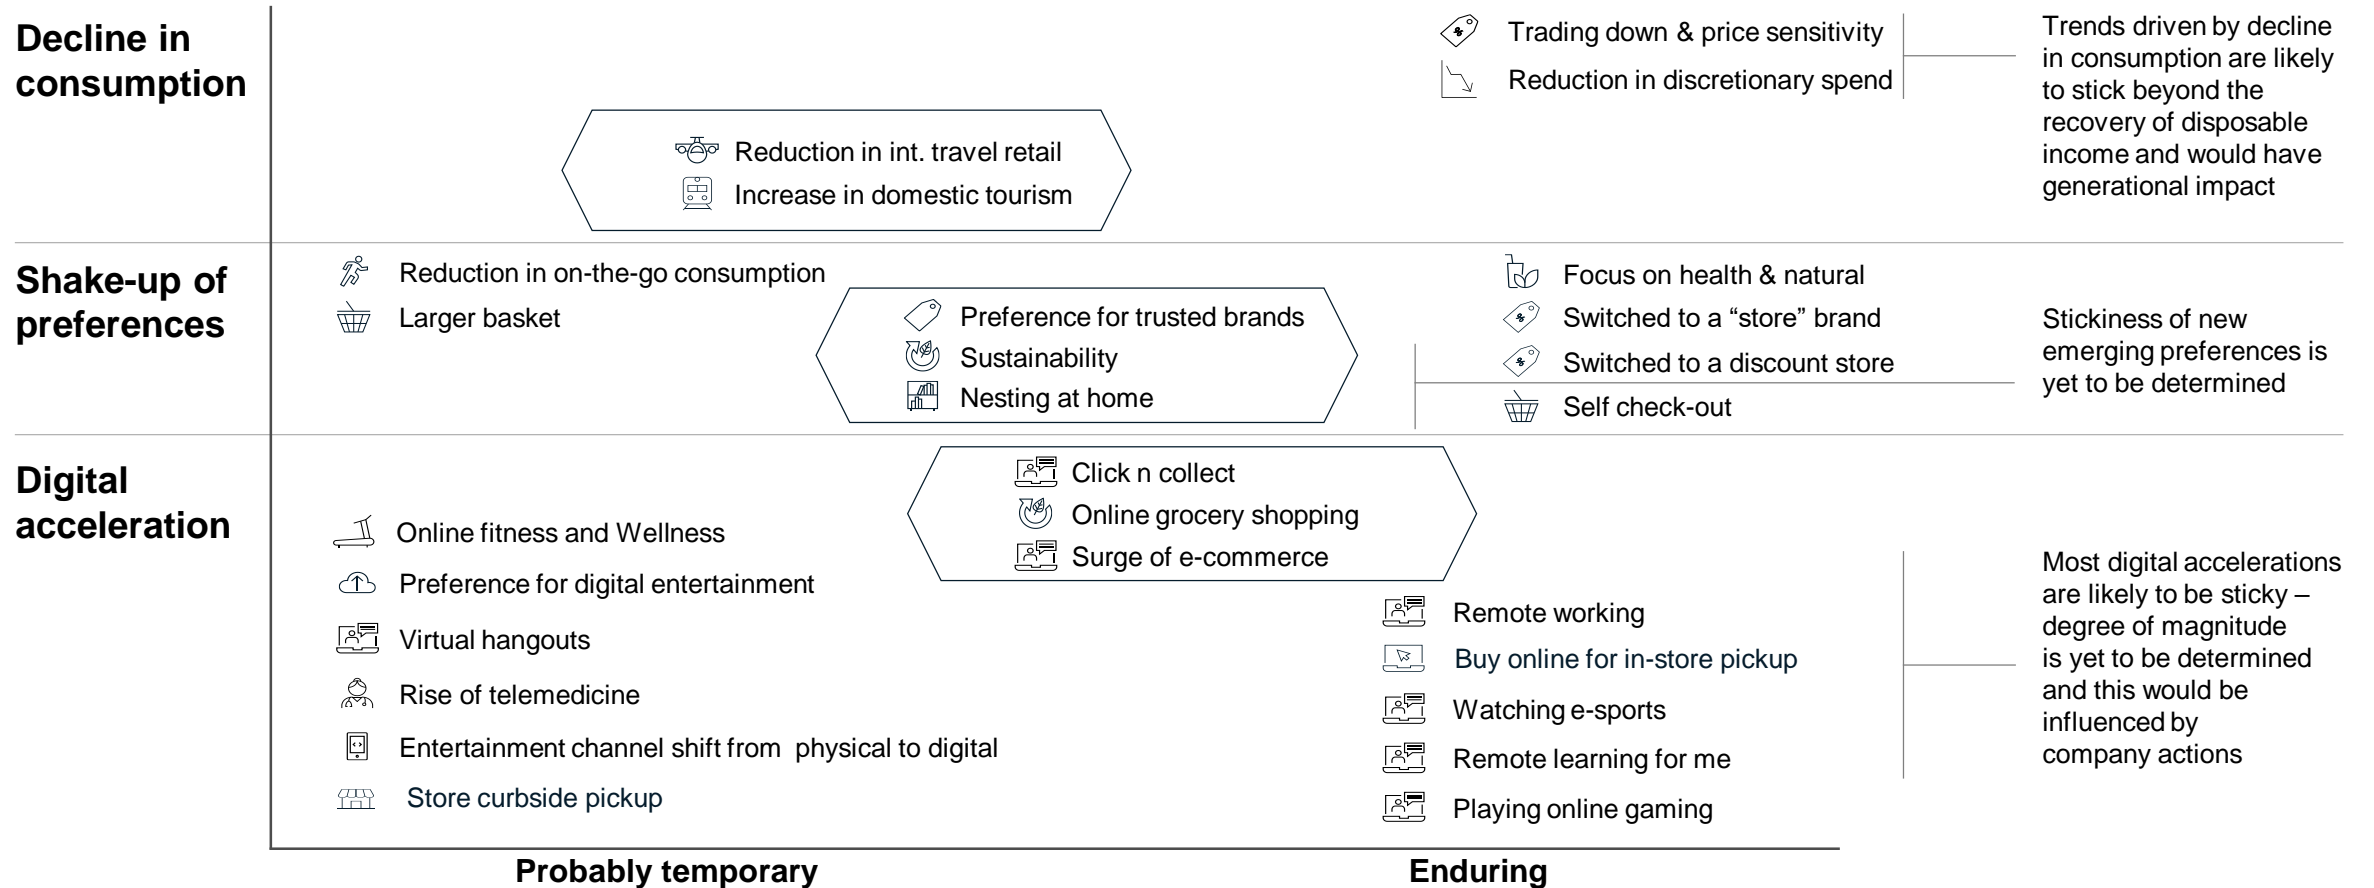 Decline in
consumption
Trading down & price sensitivity
Reduction in discretionary spend
Trends driven by decline
in consumption are likely
to stick beyond the
recovery of disposable
income and would have
generational impact
Reduction in int. travel retail
Increase in domestic tourism
Shake-up of
preferences
Reduction in on-the-go consumption
Larger basket
Preference for trusted brands
Sustainability
Nesting at home
Focus on health & natural
Switched to a “store” brand
Switched to a discount store
Self check-out
Stickiness of new
emerging preferences is
yet to be determined
Digital
acceleration
Click n collect
Online grocery shopping
Surge of e-commerce
Online fitness and Wellness
Preference for digital entertainment
Virtual hangouts
Rise of telemedicine
Entertainment channel shift from physical to digital
Store curbside pickup
Remote working
Buy online for in-store pickup
Watching e-sports
Remote learning for me
Playing online gaming
Most digital accelerations
are likely to be sticky –
degree of magnitude
is yet to be determined
and this would be
influenced by
company actions
Probably temporary
Enduring